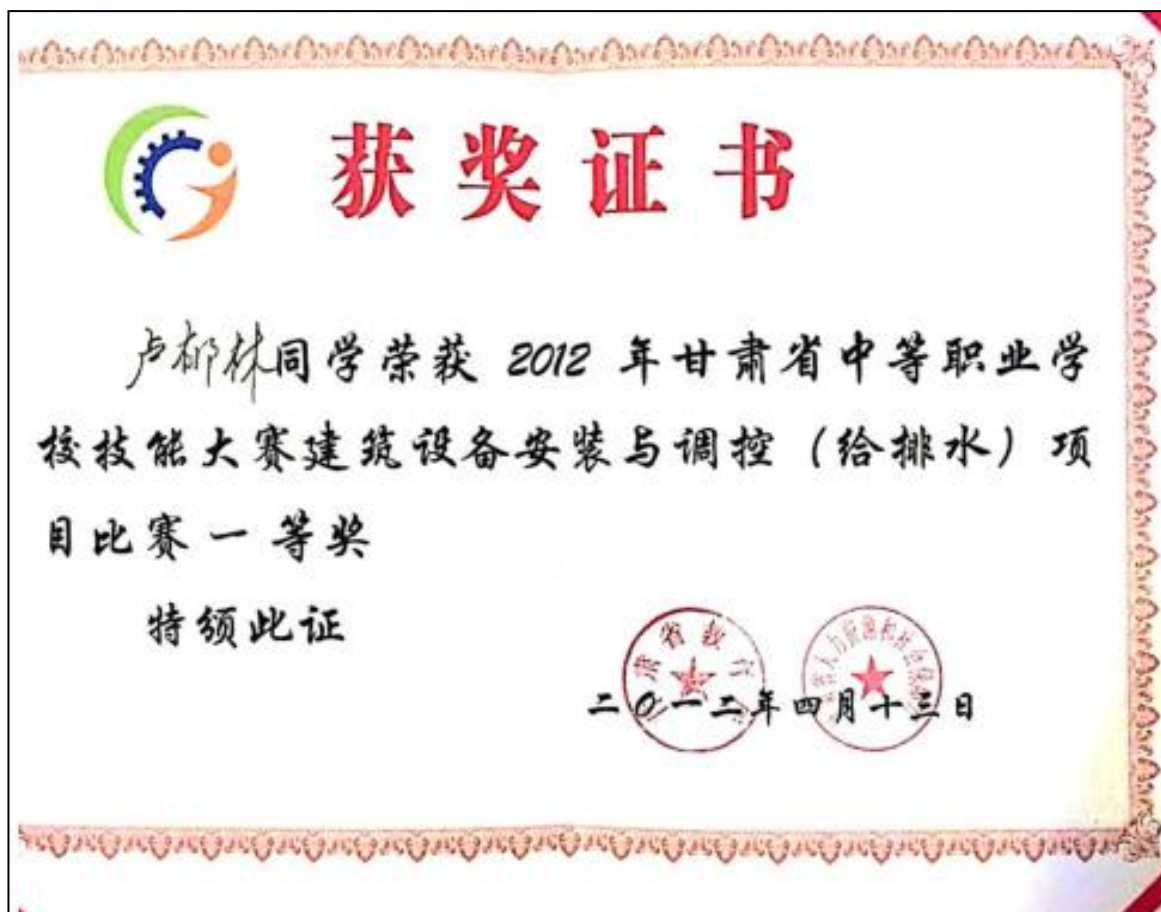 获奖证书
卢郁林同学荣获 2012 年甘肃省中等职业学
校技能大赛建筑设备安装与调控（给排水）项
目比赛一等奖
特颁此证
二〇一二年四月十三日